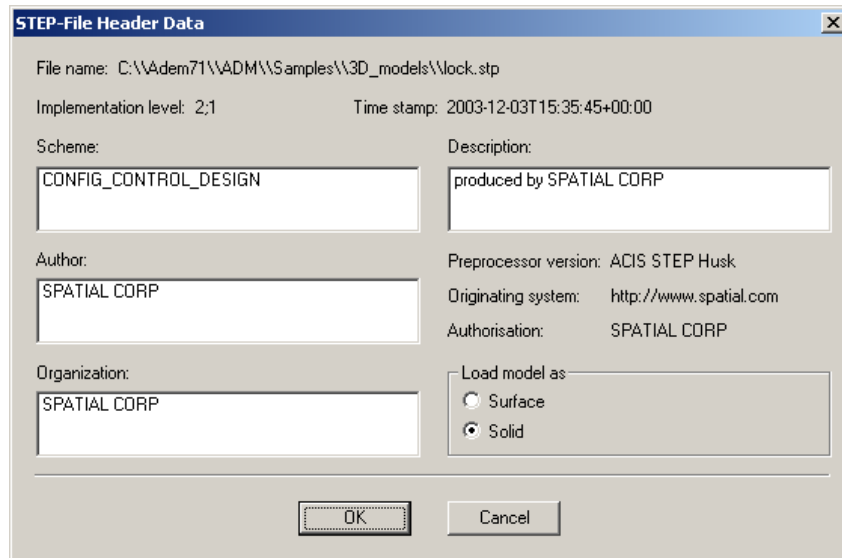 STEP-File Header Data
File name: C:\\Adem71\\ADM\\Samples\\3D_models\\lock.stp
Implementation level: 2;1 Time stamp: 2003-12-03T15:35:45+00:00
Scheme: Description:
CONFIG_CONTROL_DESIGN produced by SPATIAL CORP
Author: Preprocessor version: ACIS STEP Husk
SPATIAL CORP Originating system: http://www.spatial.com
Authorisation: SPATIAL CORP
Organization: Load model as
SPATIAL CORP Surface
Solid
OK Cancel